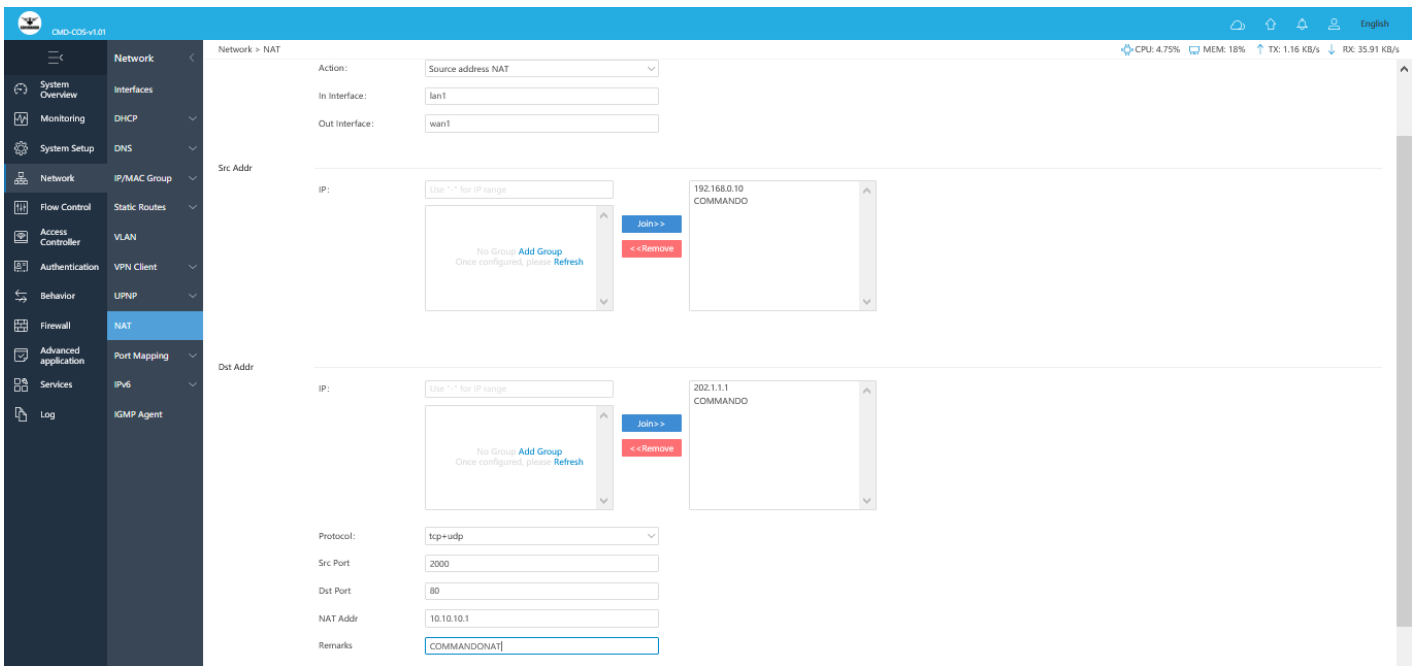 CMD-COS-v1.01
English
Network
Network > NAT
CPU: 4.75%
MEM: 18%
TX: 1.16 KB/s
RX: 35.91 KB/s
System
Overview
Monitoring
System Setup
Network
Flow Control
Access
Controller
Authentication
Behavior
Firewall
Advanced
application
Services
Log
Interfaces
DHCP
DNS
IP/MAC Group
Static Routes
VLAN
VPN Client
UPNP
NAT
Port Mapping
IPv6
IGMP Agent
Action: Source address NAT
In Interface: lan1
Out Interface: wan1
Src Addr
IP: Use "-" for IP range
No Group Add Group
Once configured, please Refresh
Join>>
<<Remove
192.168.0.10
COMMANDO
Dst Addr
IP: Use "-" for IP range
No Group Add Group
Once configured, please Refresh
Join>>
<<Remove
202.1.1.1
COMMANDO
Protocol: tcp+udp
Src Port 2000
Dst Port 80
NAT Addr 10.10.10.1
Remarks COMMANDONAT